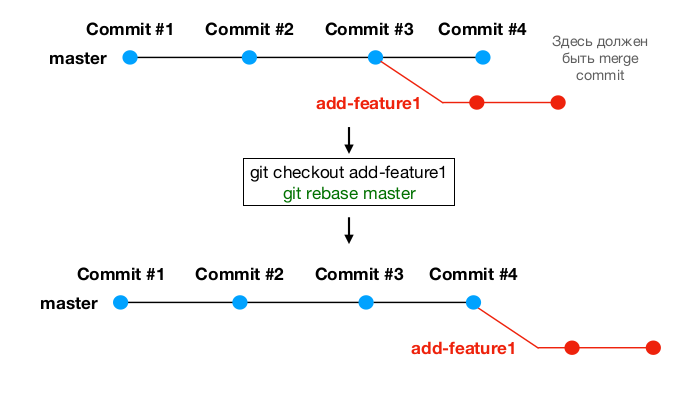 Commit #1 Commit #2 Commit #3 Commit #4
Здесь должен
быть merge
commit
master
add-feature1
git checkout add-feature1
git rebase master
Commit #1 Commit #2 Commit #3 Commit #4
master
add-feature1